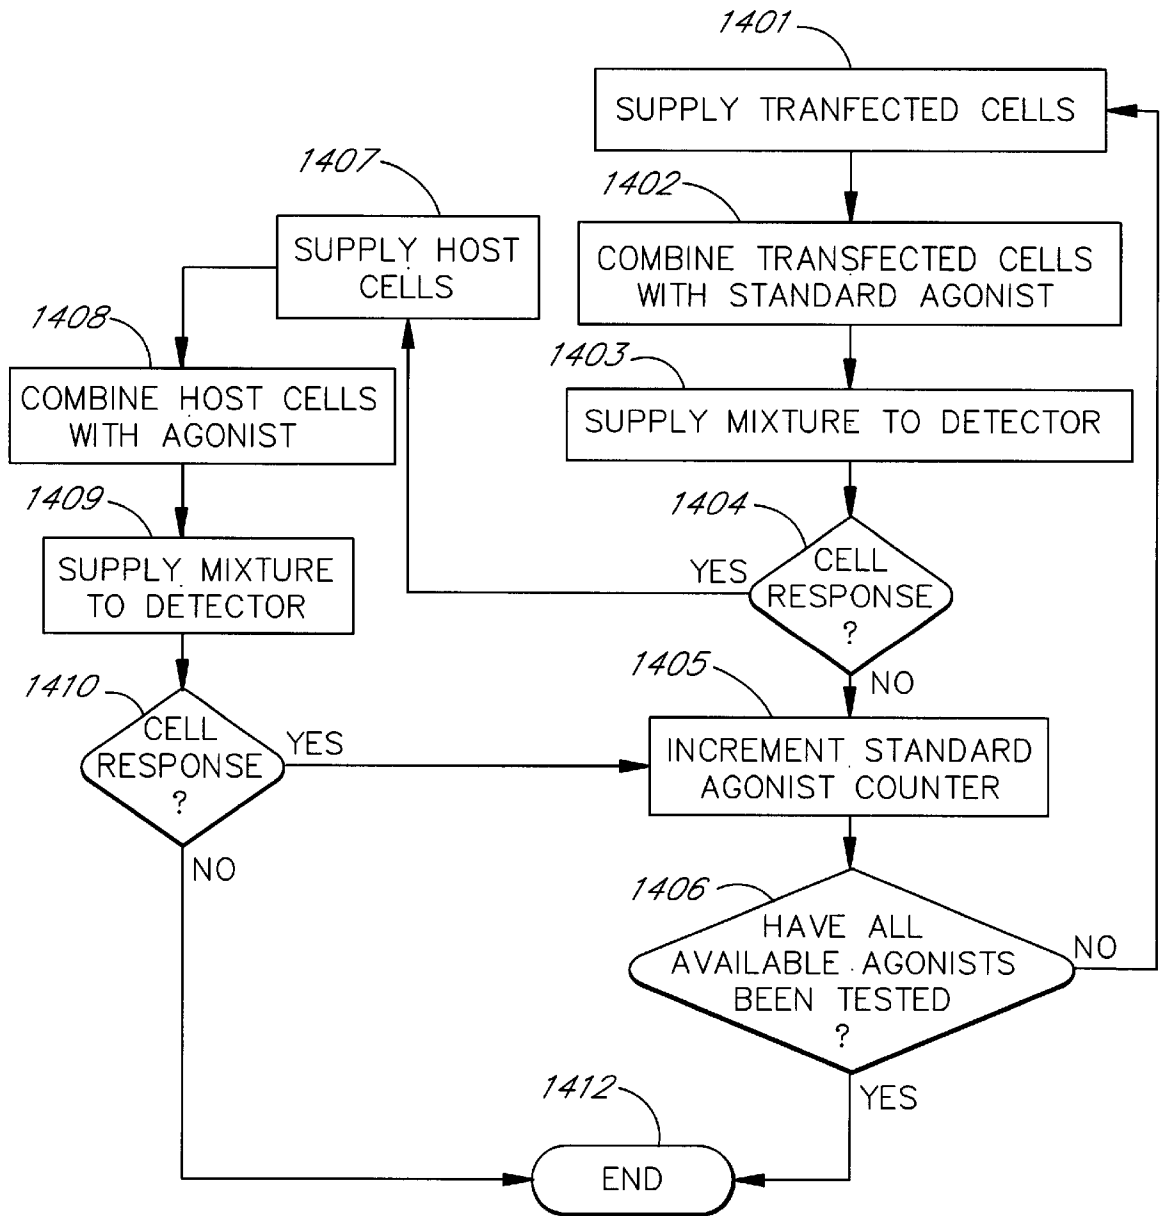 1401
SUPPLY TRANFECTED CELLS
1402
COMBINE TRANSFECTED CELLS
WITH STANDARD AGONIST
1403
SUPPLY MIXTURE TO DETECTOR
1404
CELL
RESPONSE
?
YES
NO
1407
SUPPLY HOST
CELLS
1408
COMBINE HOST CELLS
WITH AGONIST
1409
SUPPLY MIXTURE
TO DETECTOR
1410
CELL
RESPONSE
?
YES
NO
1405
INCREMENT STANDARD
AGONIST COUNTER
1406
HAVE ALL
AVAILABLE AGONISTS
BEEN TESTED
?
NO
YES
1412
END